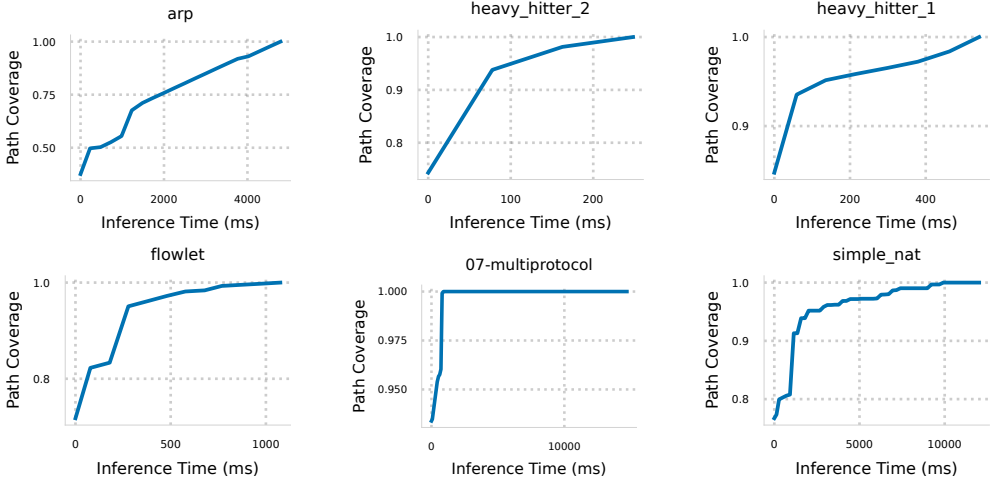 arp
1.00
0.75
0.50
Path Coverage
0
2000
4000
Inference Time (ms)
heavy_hitter_2
1.0
0.9
0.8
Path Coverage
0
100
200
Inference Time (ms)
heavy_hitter_1
1.0
0.9
Path Coverage
0
200
400
Inference Time (ms)
flowlet
1.0
0.8
Path Coverage
0
500
1000
Inference Time (ms)
07-multiprotocol
1.000
0.975
0.950
Path Coverage
0
10000
Inference Time (ms)
simple_nat
1.0
0.9
0.8
Path Coverage
0
5000
10000
Inference Time (ms)